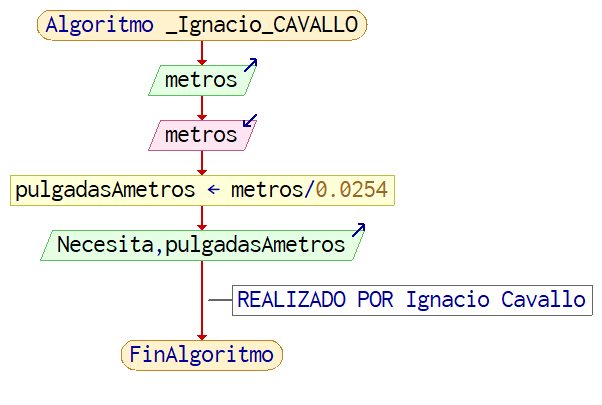 Algoritmo _Ignacio_CAVALLO
metros
metros
pulgadasAmetros ← metros/0.0254
Necesita,pulgadasAmetros
REALIZADO POR Ignacio Cavallo
FinAlgoritmo